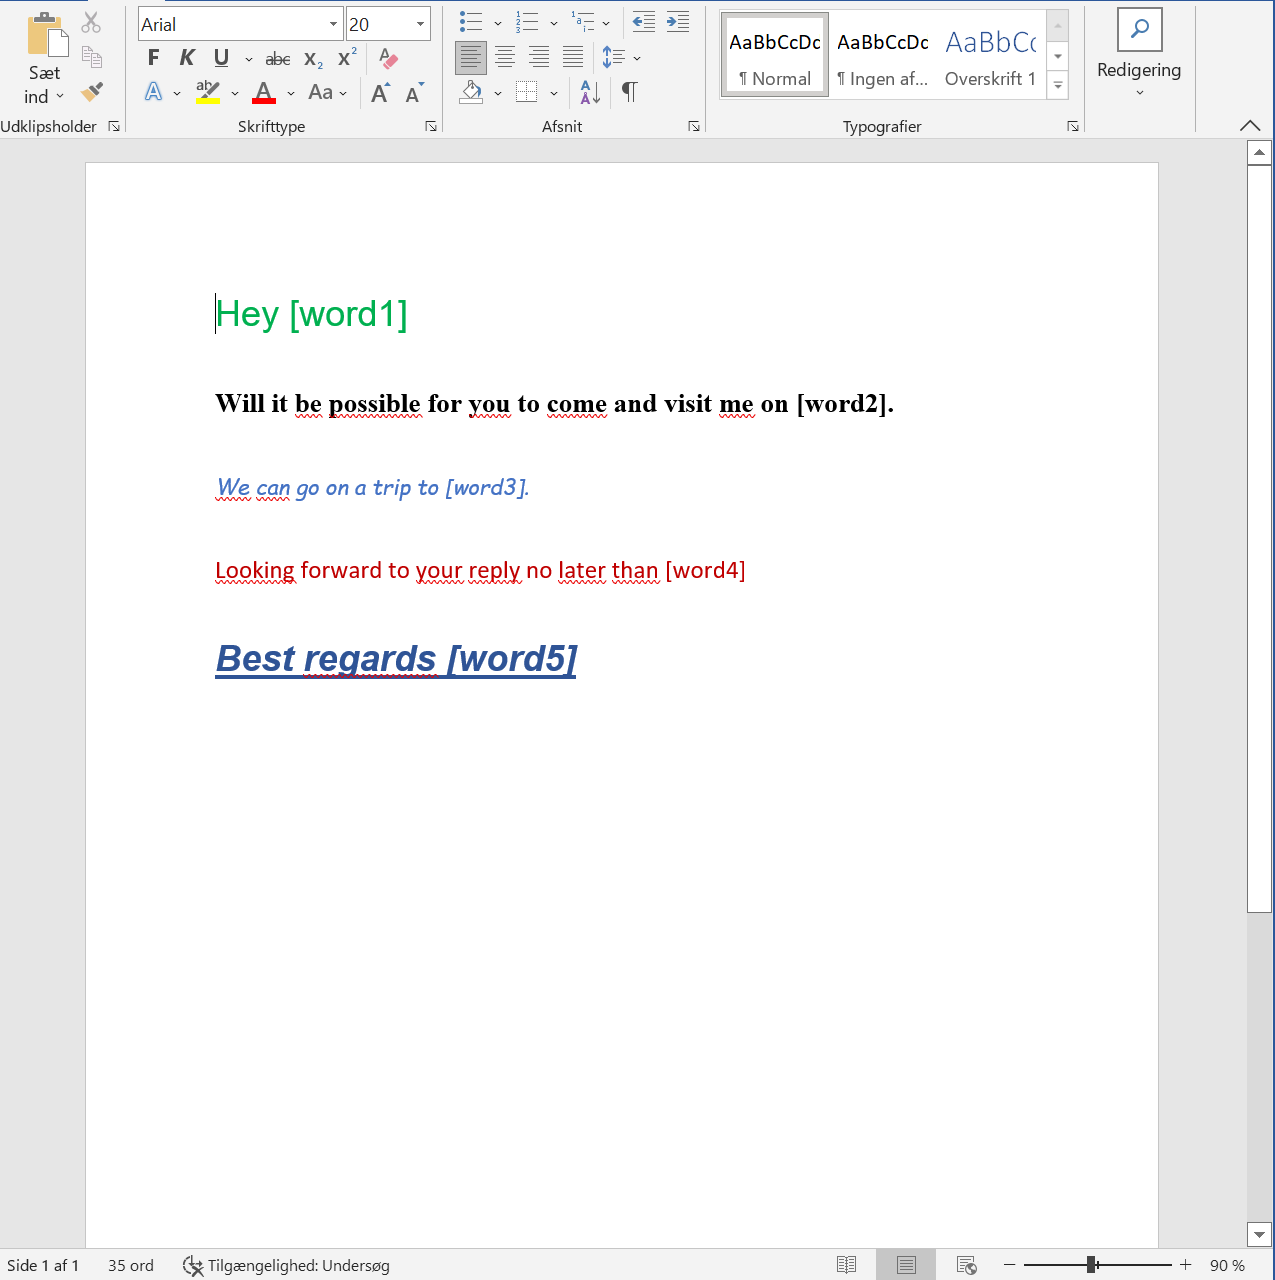 Arial
20
Sæt
ind
F K U abc x₂ x²
A ab A Aa A A
AaBbCcDc AaBbCcDc AaBbCc
¶ Normal ¶ Ingen af... Overskrift 1
Redigering
Udklipsholder Skrifttype Afsnit Typografier
Hey [word1]
Will it be possible for you to come and visit me on [word2].
We can go on a trip to [word3].
Looking forward to your reply no later than [word4]
Best regards [word5]
Side 1 af 1 35 ord Tilgængelighed: Undersøg 90 %